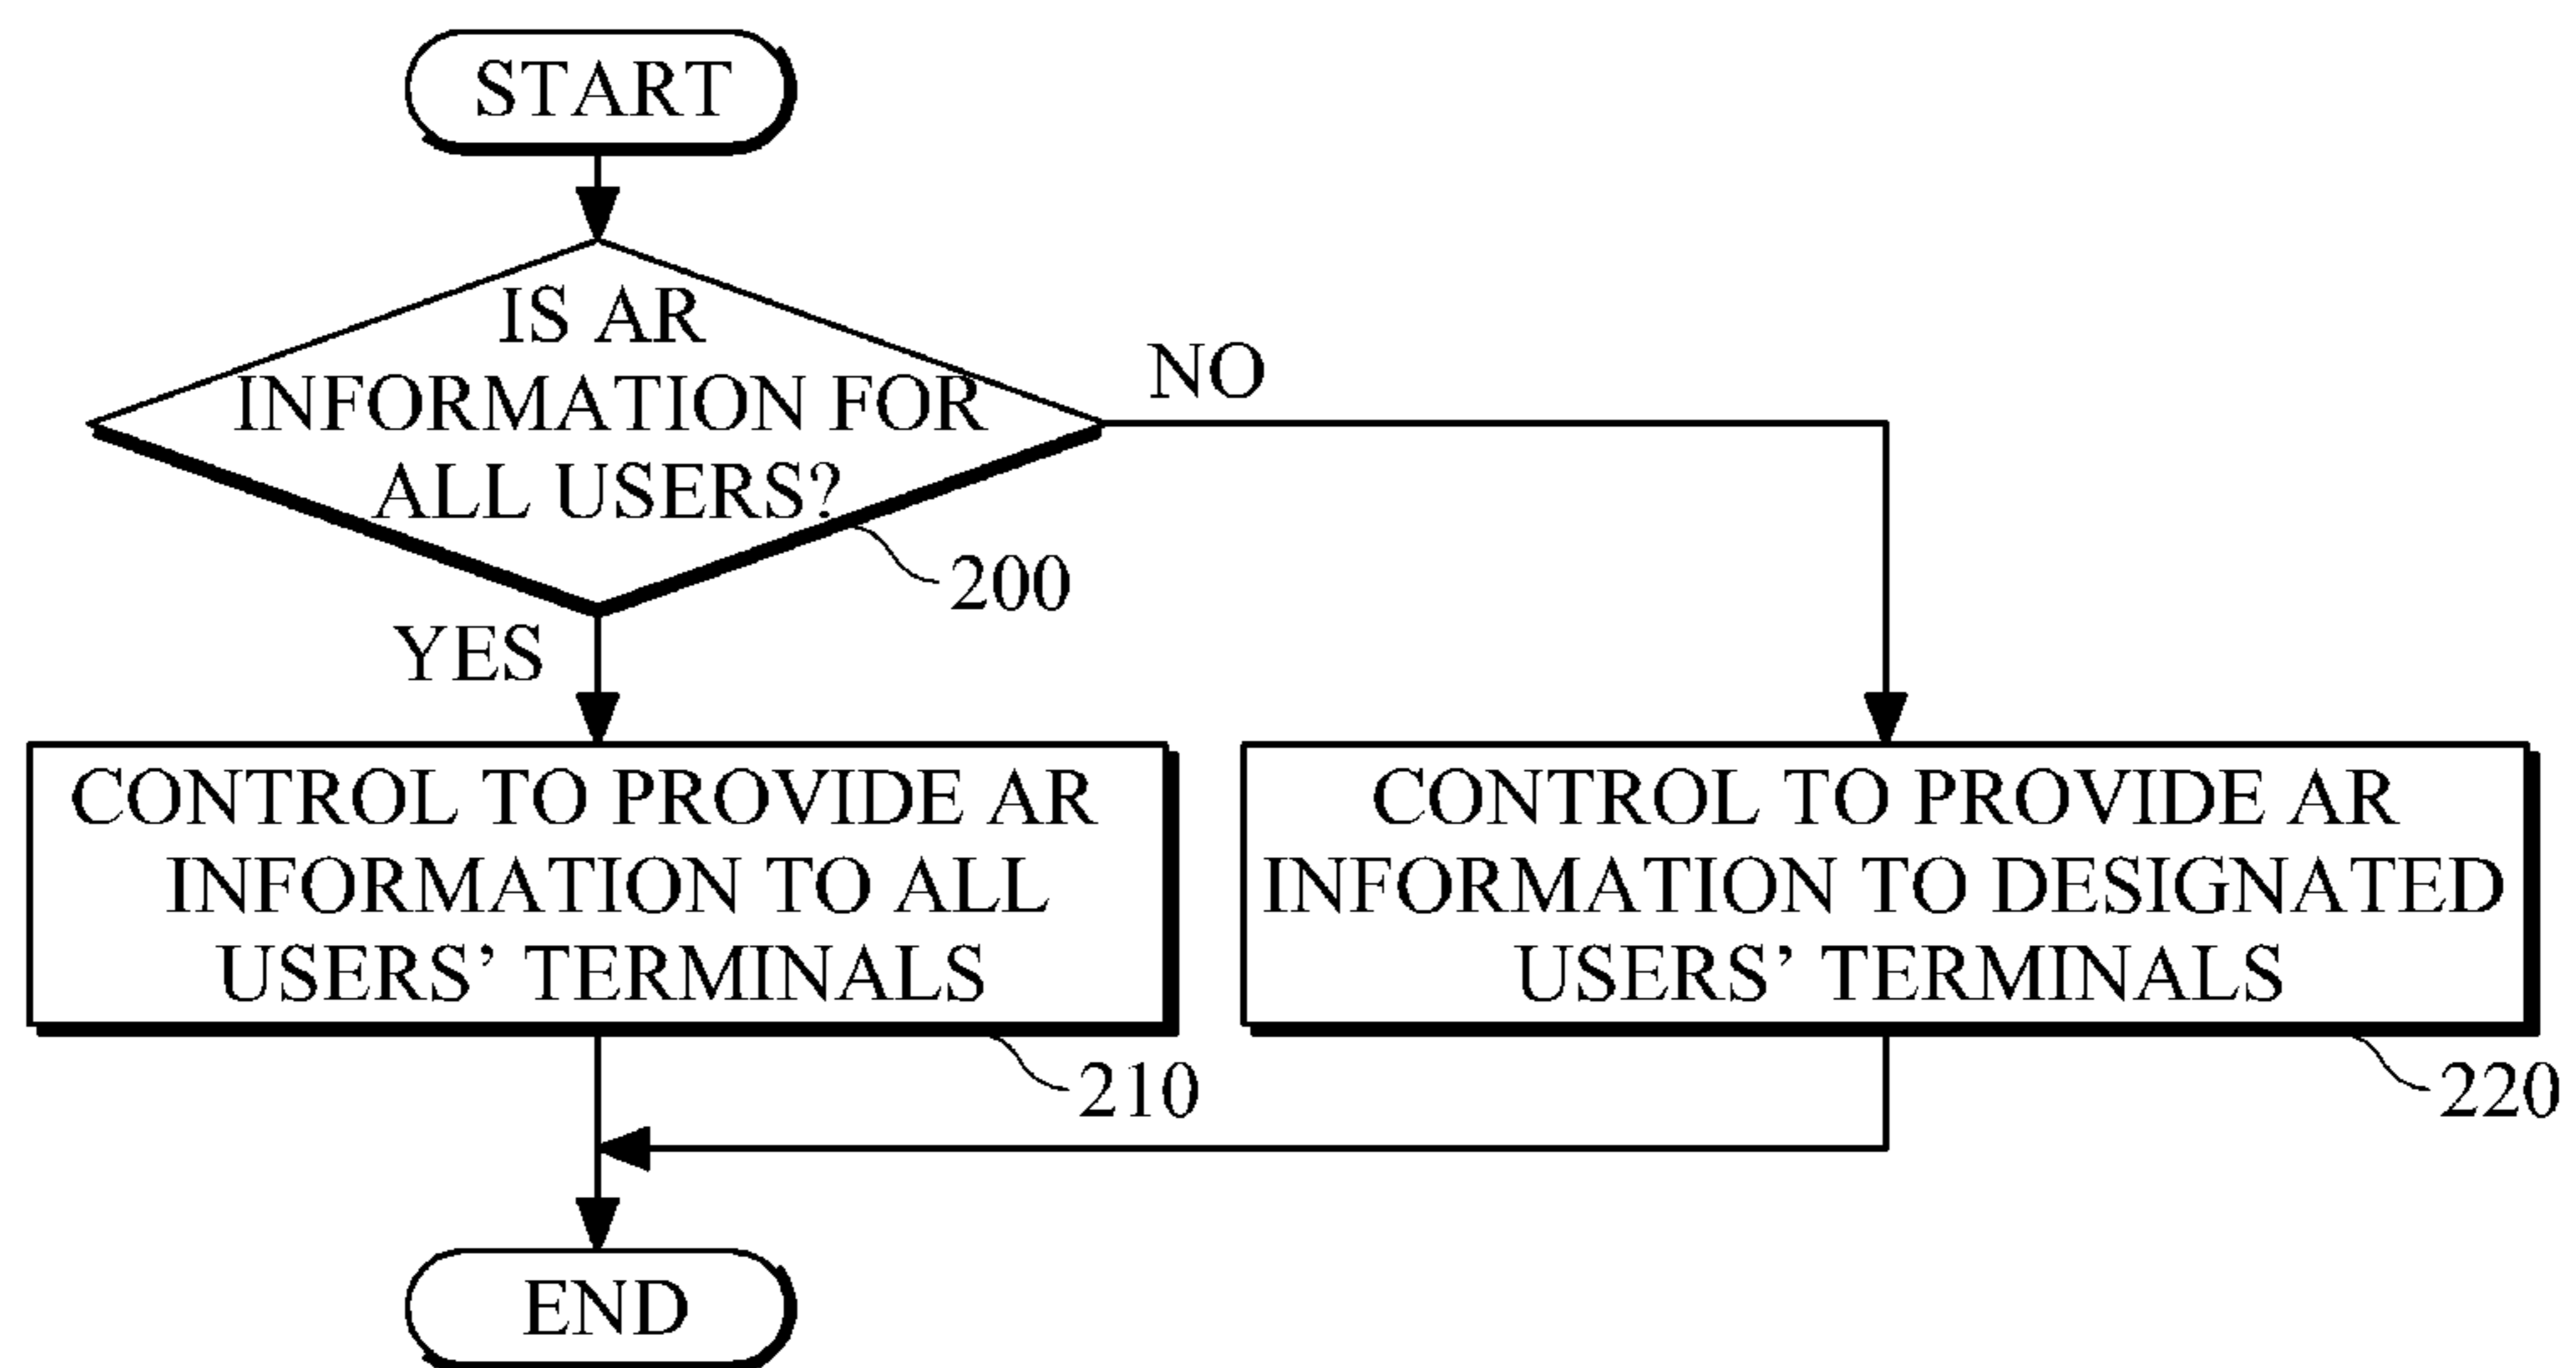 START
IS AR
INFORMATION FOR
ALL USERS?
NO
200
YES
CONTROL TO PROVIDE AR
INFORMATION TO ALL
USERS’ TERMINALS
210
CONTROL TO PROVIDE AR
INFORMATION TO DESIGNATED
USERS’ TERMINALS
220
END